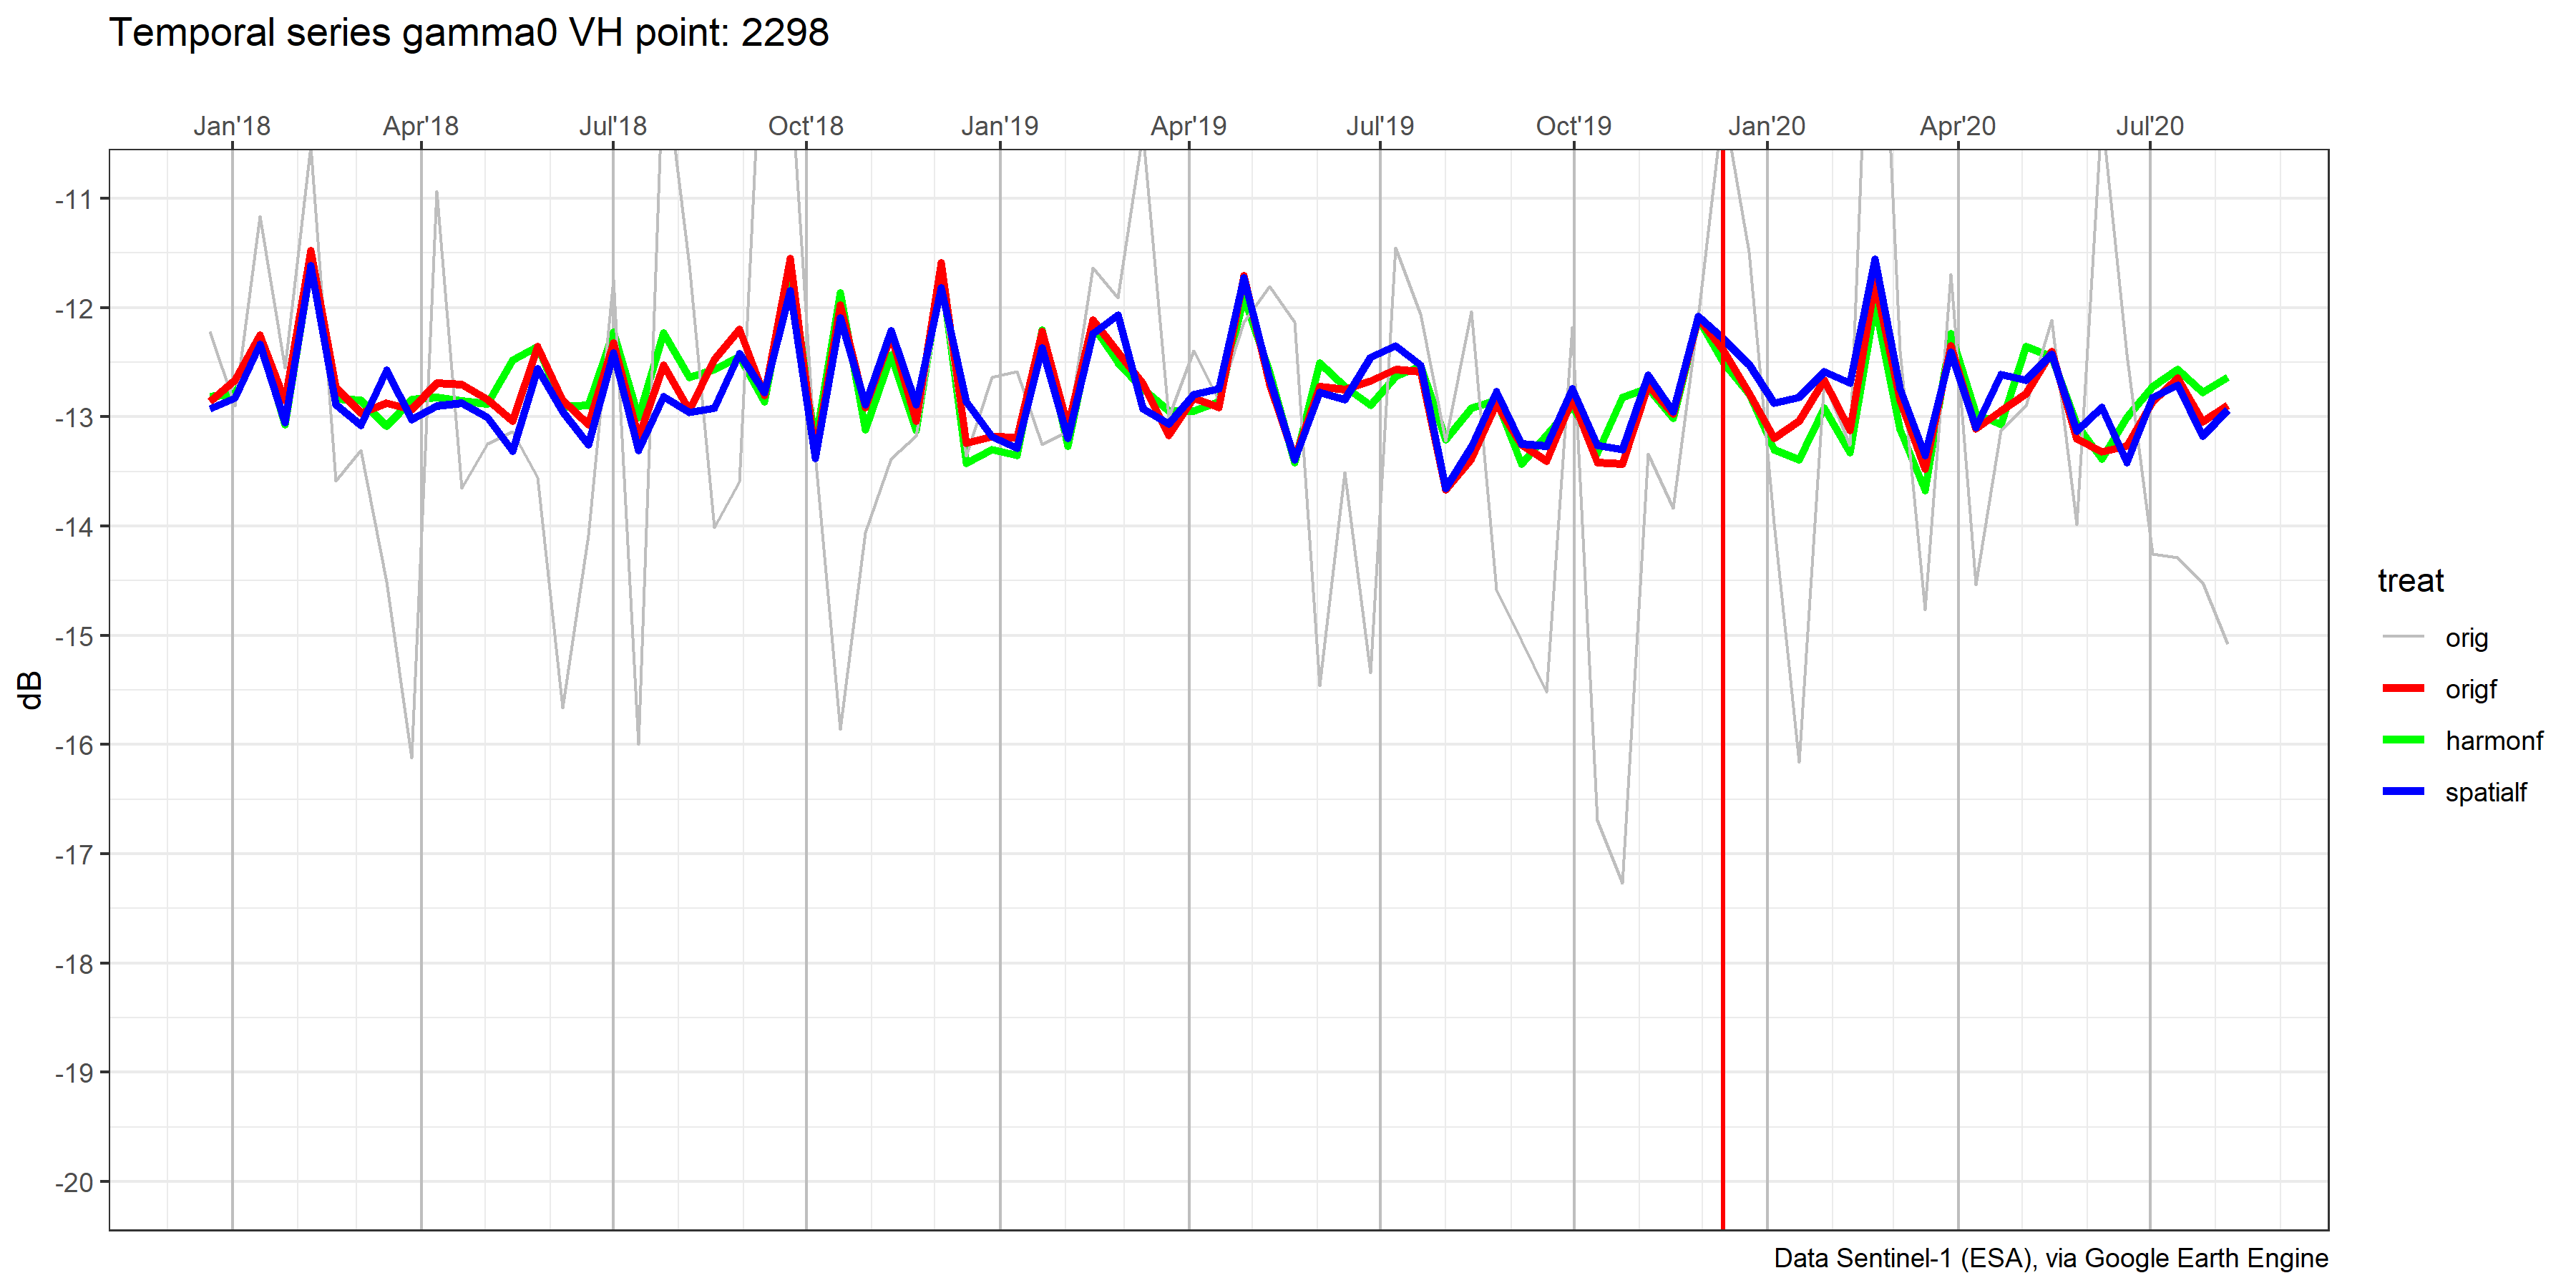 Temporal series gamma0 VH point: 2298
Jan'18 Apr'18 Jul'18 Oct'18 Jan'19 Apr'19 Jul'19 Oct'19 Jan'20 Apr'20 Jul'20
-11
-12
-13
-14
-15
-16
-17
-18
-19
-20
dB
treat
orig
origf
harmonf
spatialf
Data Sentinel-1 (ESA), via Google Earth Engine